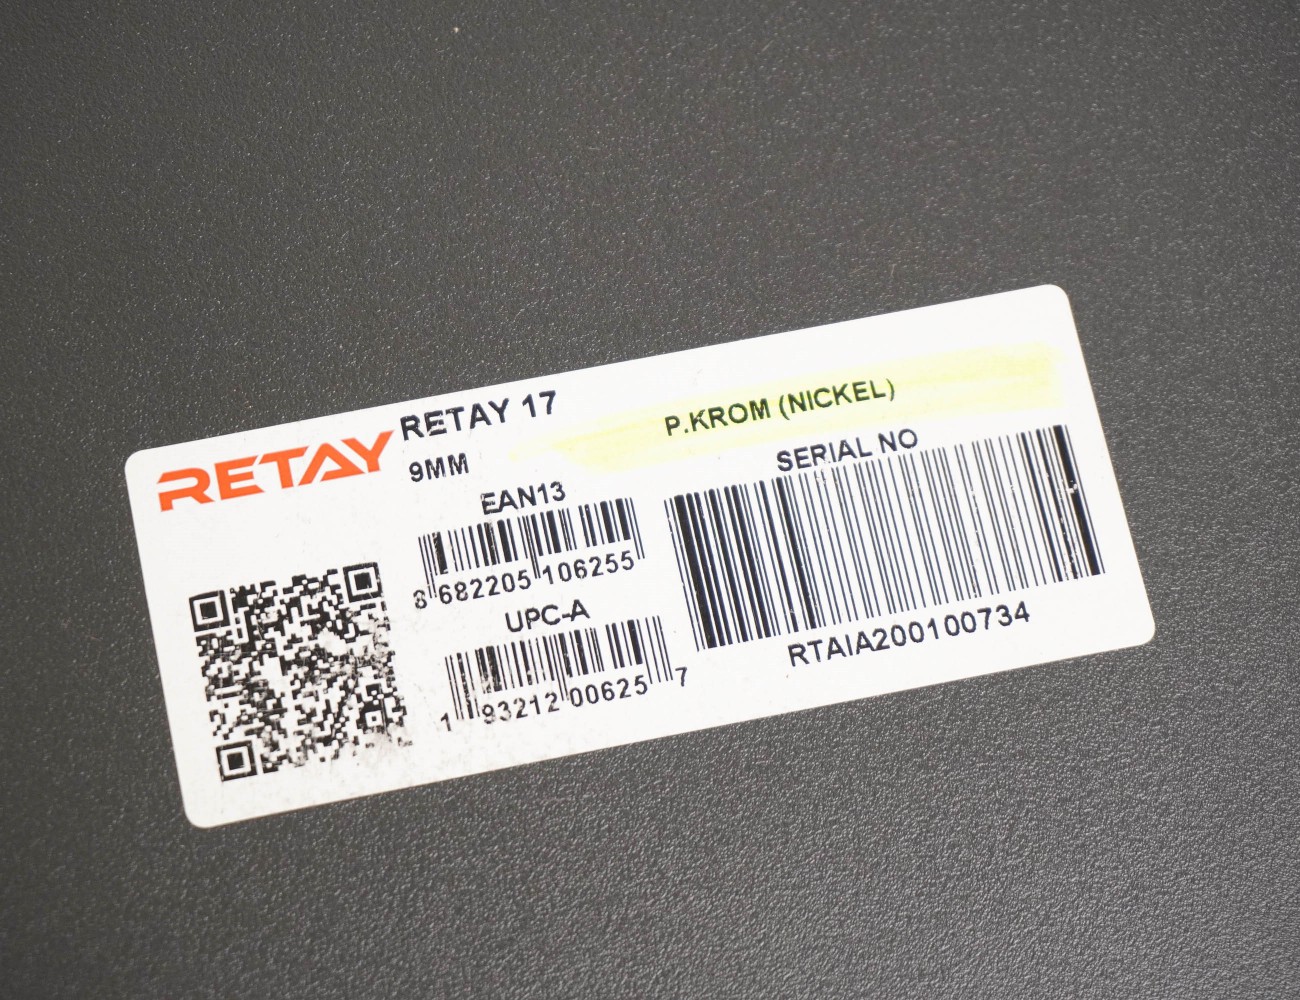 RETAY
RETAY 17
9MM
P.KROM (NICKEL)
EAN13
8 682205 106255
UPC-A
1 93212 00625 7
SERIAL NO
RTAIA200100734